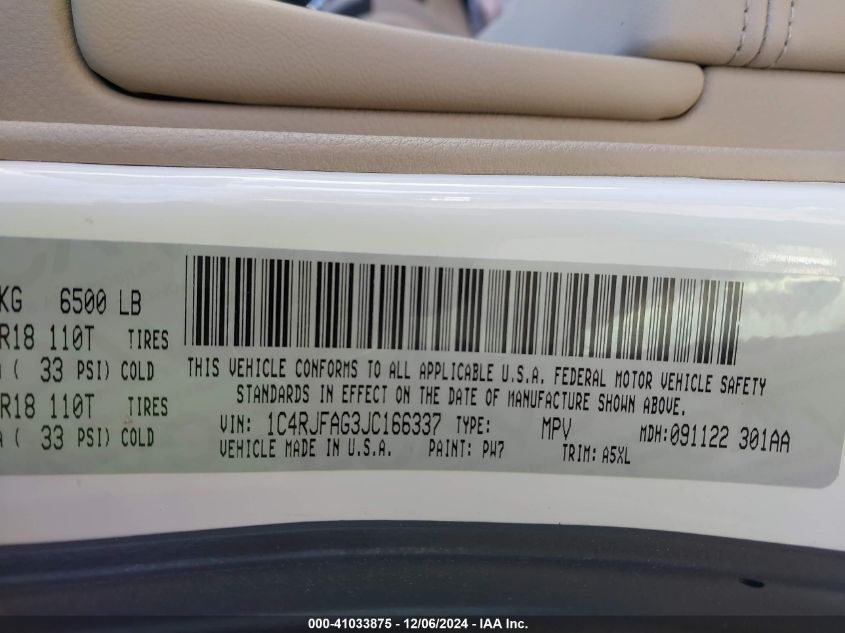 KG 6500 LB
R18 110T TIRES
( 33 PSI) COLD
R18 110T TIRES
( 33 PSI) COLD
THIS VEHICLE CONFORMS TO ALL APPLICABLE U.S.A. FEDERAL MOTOR VEHICLE SAFETY
STANDARDS IN EFFECT ON THE DATE OF MANUFACTURE SHOWN ABOVE.
VIN: 1C4RJFAG3JC166337 TYPE: MPV MDH:091122 301AA
VEHICLE MADE IN U.S.A. PAINT: PW7 TRIM: A5XL
000-41033875 - 12/06/2024 - IAA Inc.